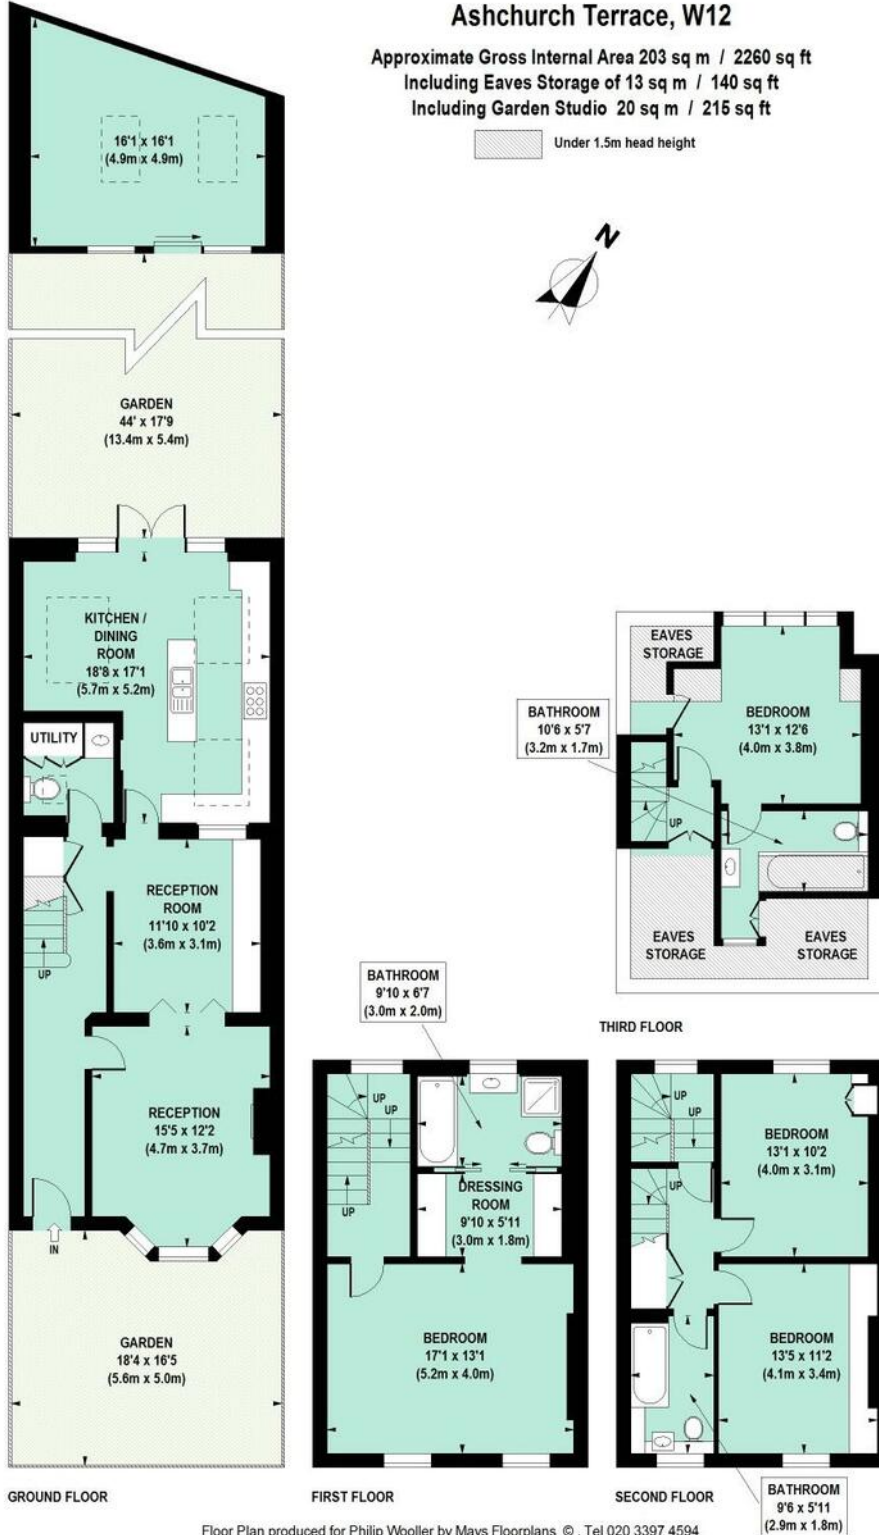 Ashchurch Terrace, W12
Approximate Gross Internal Area 203 sq m / 2260 sq ft
Including Eaves Storage of 13 sq m / 140 sq ft
Including Garden Studio 20 sq m / 215 sq ft
Under 1.5m head height
N
16'1 x 16'1
(4.9m x 4.9m)
GARDEN
44' x 17'9
(13.4m x 5.4m)
KITCHEN /
DINING
ROOM
18'8 x 17'1
(5.7m x 5.2m)
UTILITY
RECEPTION
ROOM
11'10 x 10'2
(3.6m x 3.1m)
UP
RECEPTION
15'5 x 12'2
(4.7m x 3.7m)
IN
GARDEN
18'4 x 16'5
(5.6m x 5.0m)
GROUND FLOOR
BATHROOM
9'10 x 6'7
(3.0m x 2.0m)
UP
UP
UP
DRESSING
ROOM
9'10 x 5'11
(3.0m x 1.8m)
BEDROOM
17'1 x 13'1
(5.2m x 4.0m)
FIRST FLOOR
EAVES
STORAGE
BATHROOM
10'6 x 5'7
(3.2m x 1.7m)
BEDROOM
13'1 x 12'6
(4.0m x 3.8m)
UP
EAVES
STORAGE
EAVES
STORAGE
THIRD FLOOR
UP
UP
UP
BEDROOM
13'1 x 10'2
(4.0m x 3.1m)
BEDROOM
13'5 x 11'2
(4.1m x 3.4m)
BATHROOM
9'6 x 5'11
(2.9m x 1.8m)
SECOND FLOOR
Floor Plan produced for Philip Wooller by Mays Floorplans © . Tel 020 3397 4594